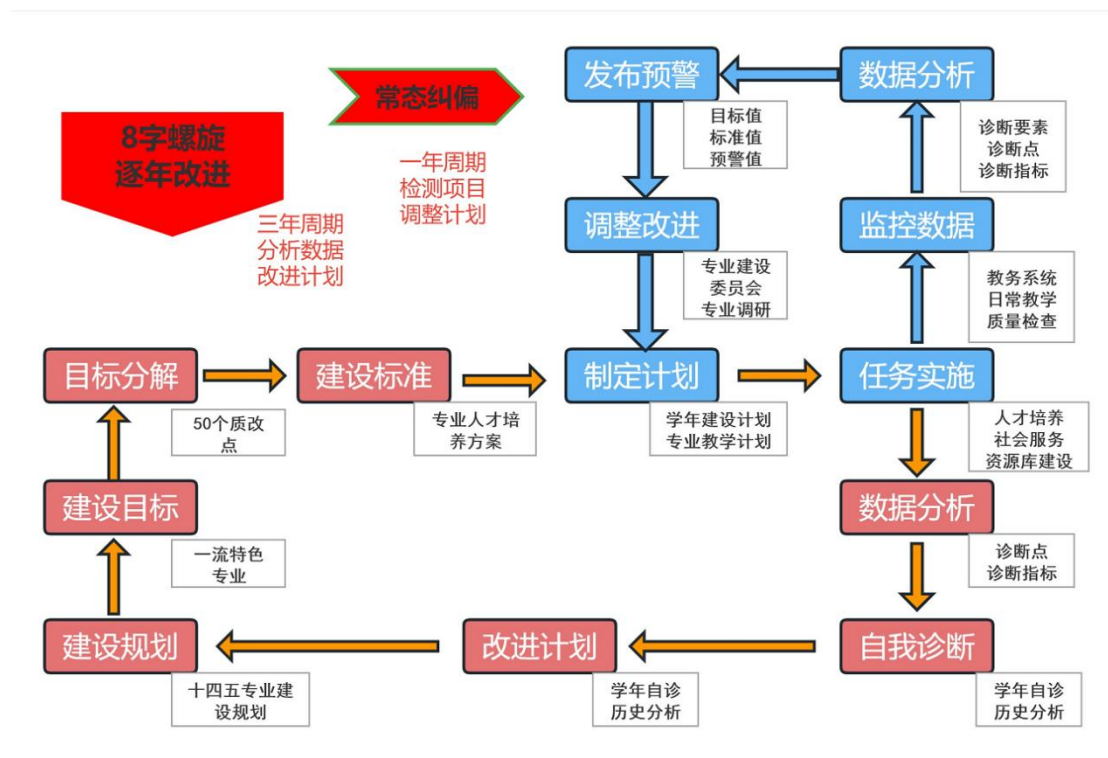 发布预警
数据分析
常态纠偏
目标值
标准值
预警值
诊断要素
诊断点
诊断指标
8字螺旋
逐年改进
一年周期
检测项目
调整计划
三年周期
分析数据
改进计划
调整改进
监控数据
专业建设
委员会
专业调研
教务系统
日常教学
质量检查
目标分解
建设标准
制定计划
任务实施
50个质改
点
专业人才培
养方案
学年建设计划
专业教学计划
人才培养
社会服务
资源库建设
建设目标
数据分析
一流特色
专业
诊断点
诊断指标
建设规划
改进计划
自我诊断
十四五专业建
设规划
学年自诊
历史分析
学年自诊
历史分析